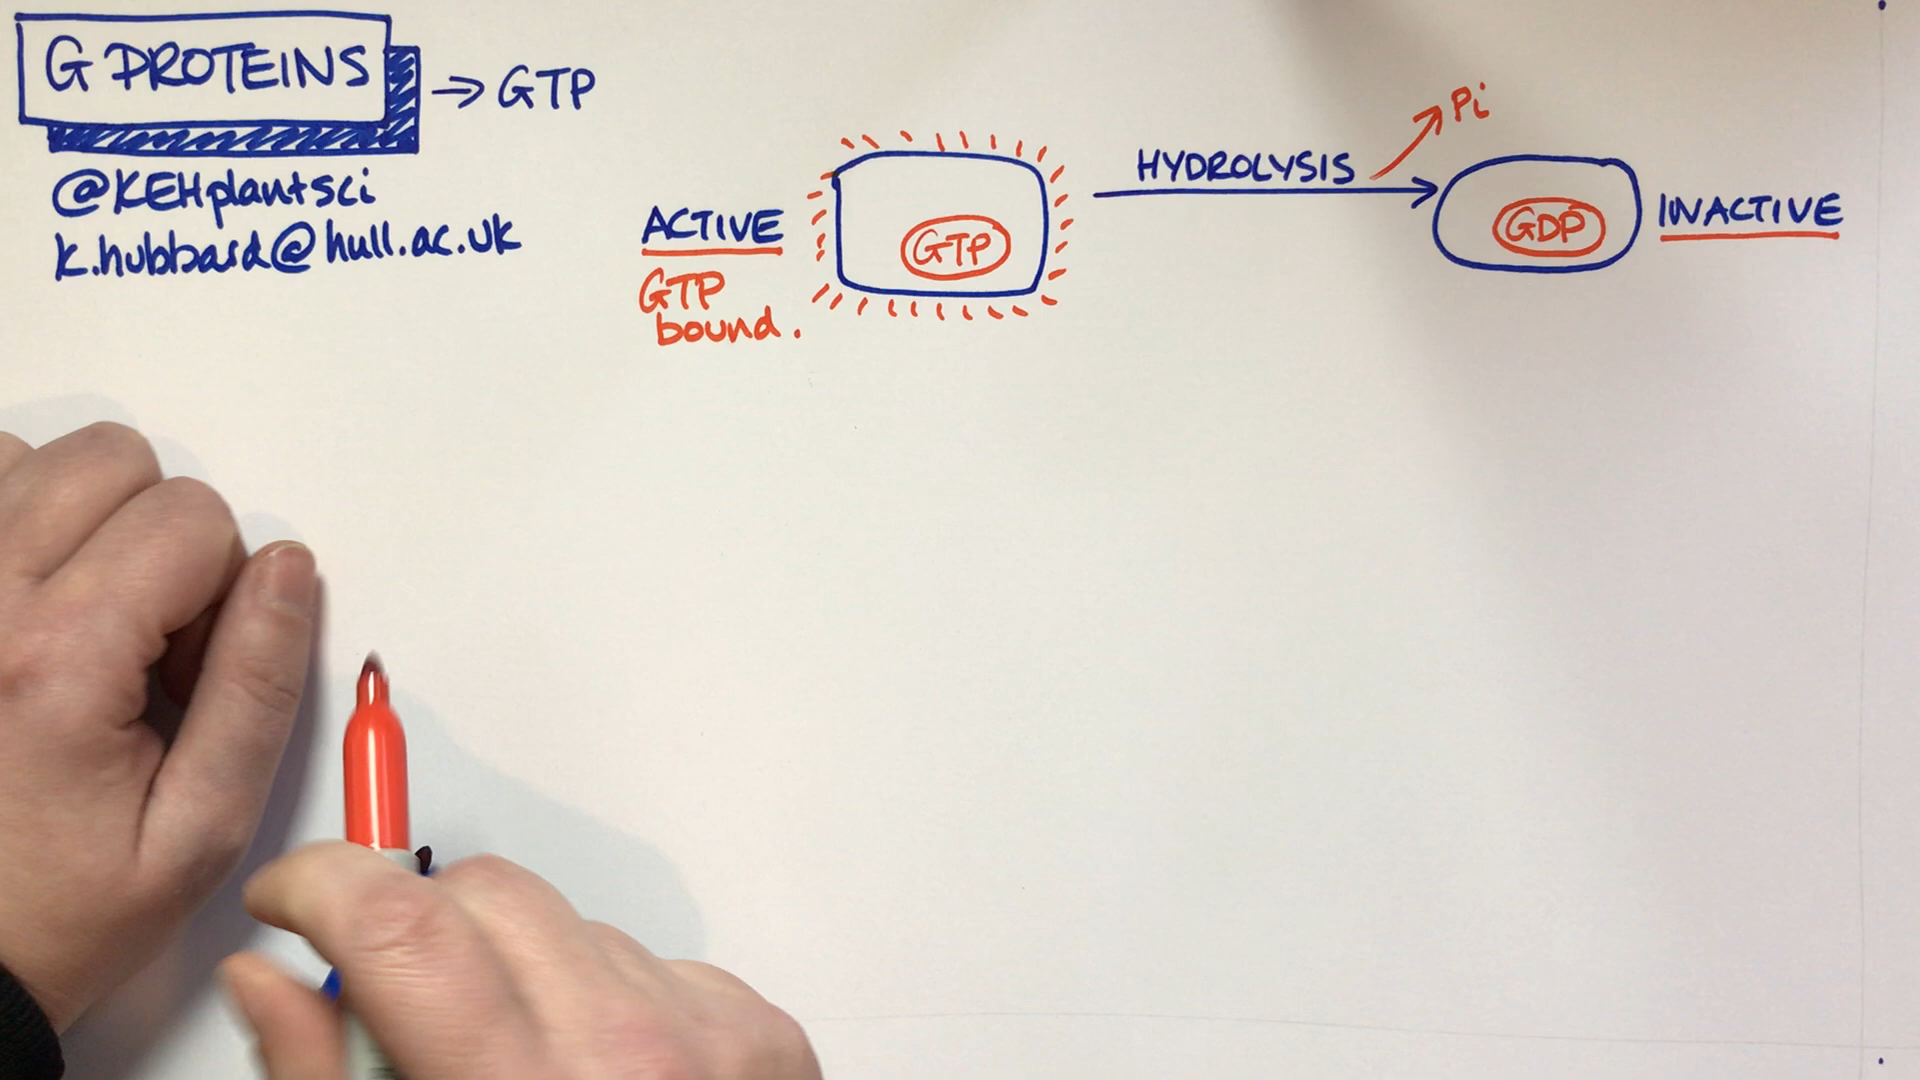 G PROTEINS → GTP
@KEHplantsci
k.hubbard@hull.ac.uk
ACTIVE
GTP
bound.
GTP
HYDROLYSIS
Pi
GDP
INACTIVE